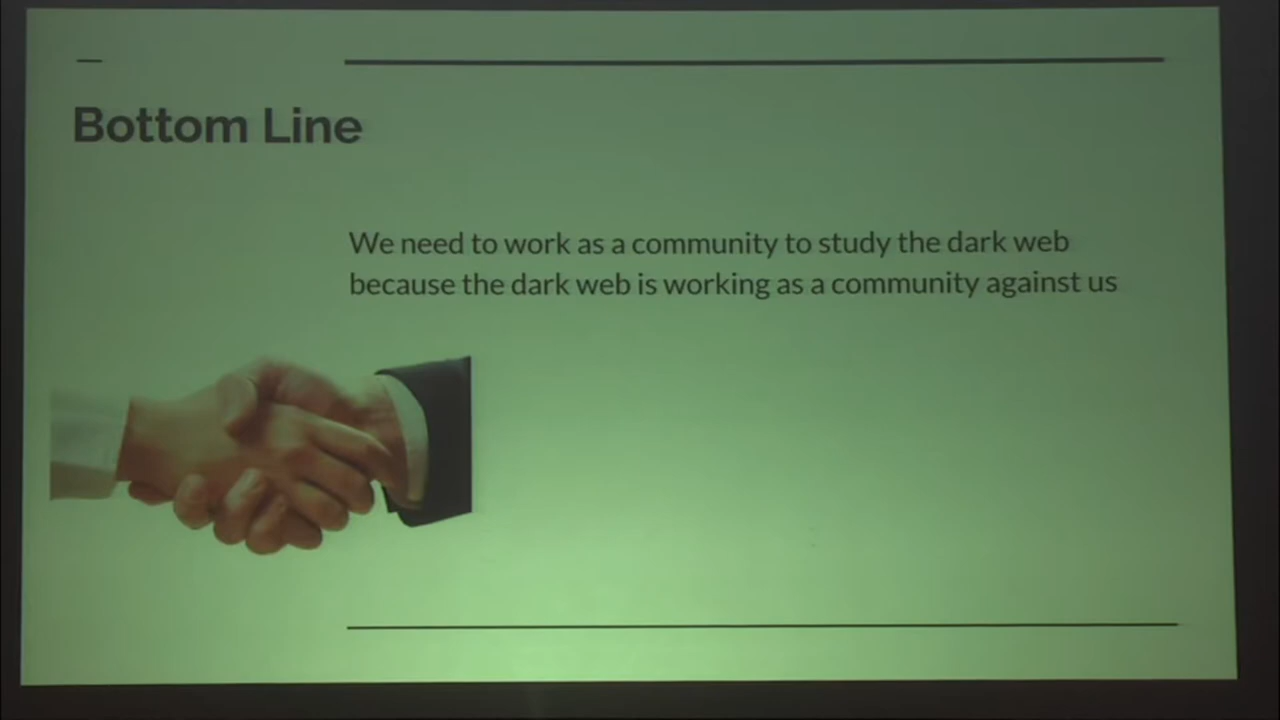 Bottom Line
We need to work as a community to study the dark web
because the dark web is working as a community against us